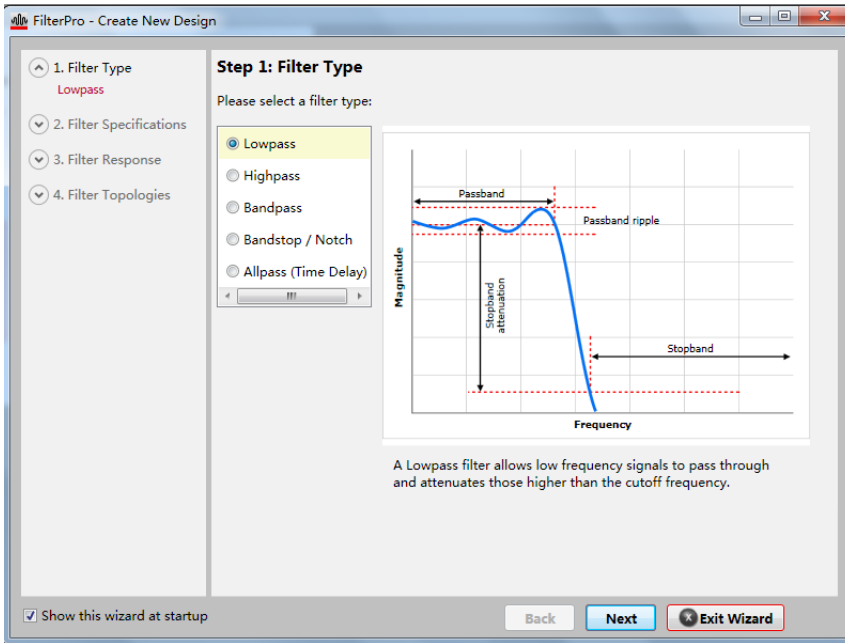 FilterPro - Create New Design
1. Filter Type
Lowpass
2. Filter Specifications
3. Filter Response
4. Filter Topologies
Step 1: Filter Type
Please select a filter type:
Lowpass
Highpass
Bandpass
Bandstop / Notch
Allpass (Time Delay)
Passband
Passband ripple
Magnitude
Stopband
attenuation
Stopband
Frequency
A Lowpass filter allows low frequency signals to pass through
and attenuates those higher than the cutoff frequency.
Show this wizard at startup
Back
Next
Exit Wizard